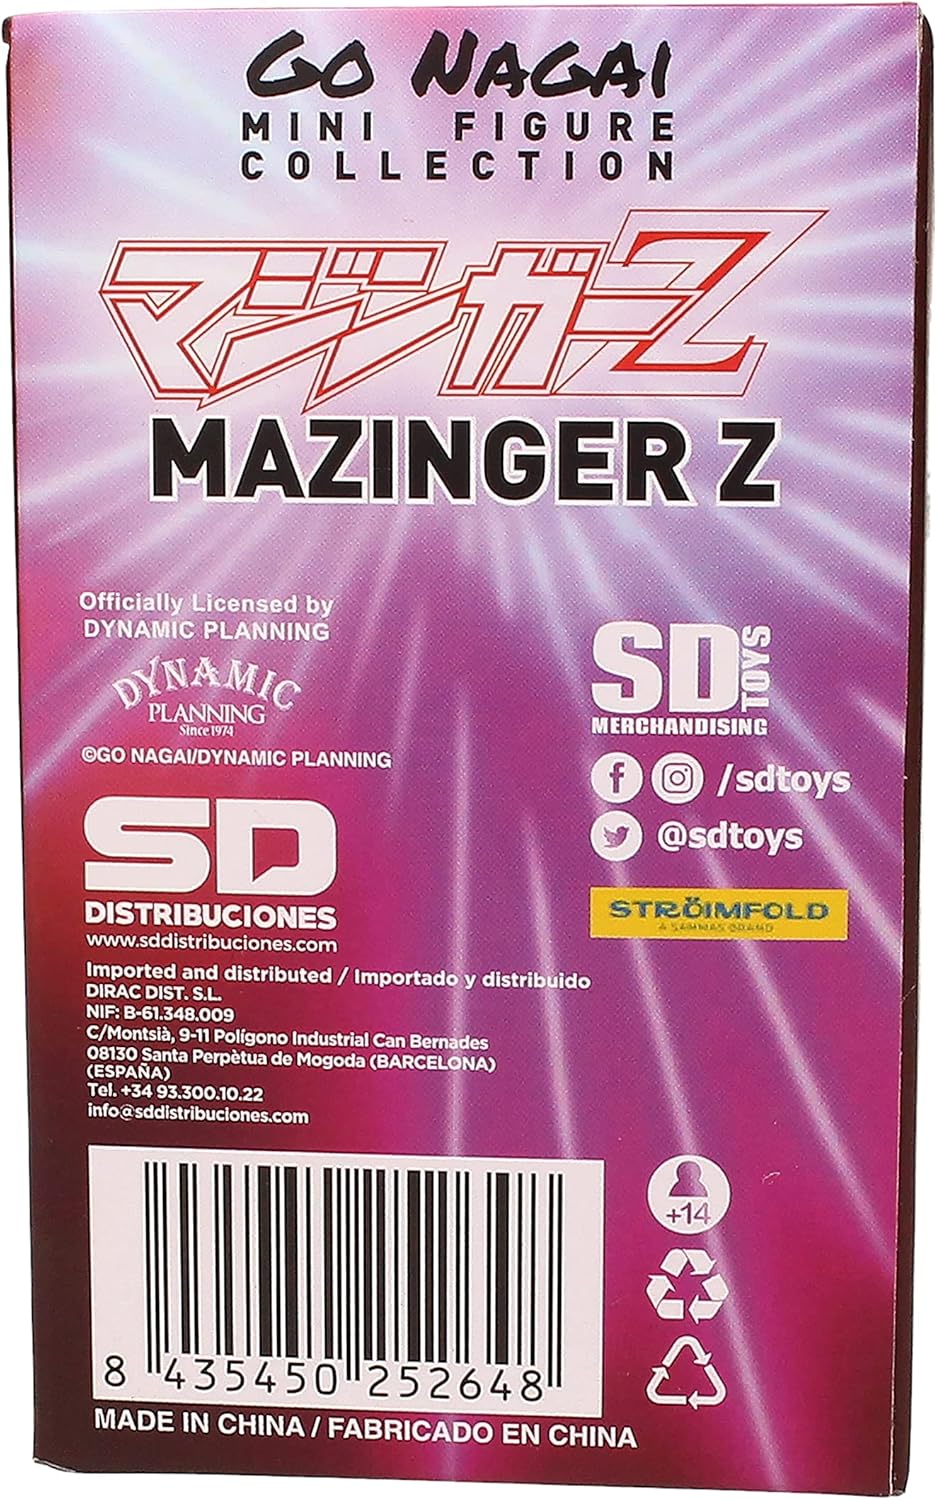 GO NAGAI
MINI FIGURE
COLLECTION
マジンガーZ
MAZINGER Z
Officially Licensed by
DYNAMIC PLANNING
DYNAMIC
PLANNING
Since 1974
©GO NAGAI/DYNAMIC PLANNING
SD
DISTRIBUCIONES
www.sddistribuciones.com
SD TOYS
MERCHANDISING
/sdtoys
@sdtoys
STRÖIMFOLD
A SAMMAS BRAND
Imported and distributed / Importado y distribuido
DIRAC DIST. S.L.
NIF: B-61.348.009
C/Montsià, 9-11 Polígono Industrial Can Bernades
08130 Santa Perpètua de Mogoda (BARCELONA)
(ESPAÑA)
Tel. +34 93.300.10.22
info@sddistribuciones.com
+14
8 435450 252648
MADE IN CHINA / FABRICADO EN CHINA